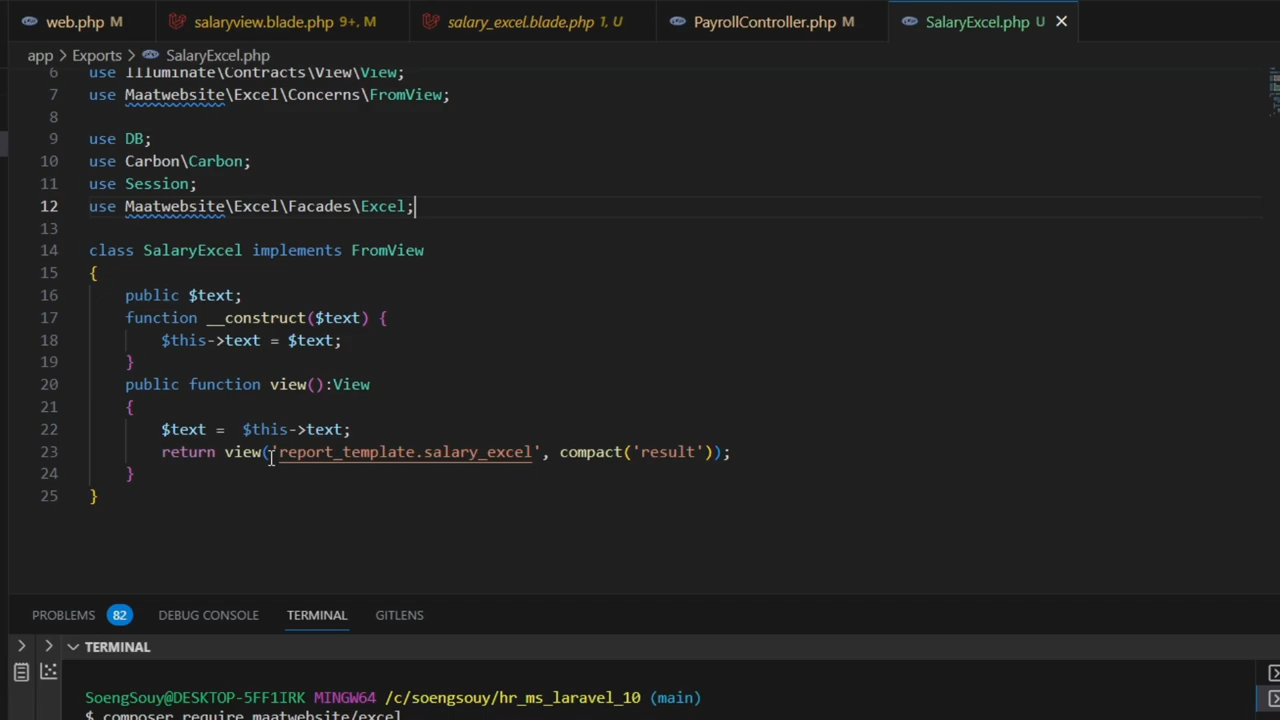 web.php M salaryview.blade.php 9+, M salary_excel.blade.php 1, U PayrollController.php M SalaryExcel.php U
app > Exports > SalaryExcel.php
6 use Illuminate\Contracts\View\View;
7 use Maatwebsite\Excel\Concerns\FromView;
8
9 use DB;
10 use Carbon\Carbon;
11 use Session;
12 use Maatwebsite\Excel\Facades\Excel;
13
14 class SalaryExcel implements FromView
15 {
16 public $text;
17 function __construct($text) {
18 $this->text = $text;
19 }
20 public function view():View
21 {
22 $text =  $this->text;
23 return view('report_template.salary_excel', compact('result'));
24 }
25 }
PROBLEMS 82 DEBUG CONSOLE TERMINAL GITLENS
TERMINAL
SoengSouy@DESKTOP-5FF1IRK MINGW64 /c/soengsouy/hr_ms_laravel_10 (main)
$ composer require maatwebsite/excel